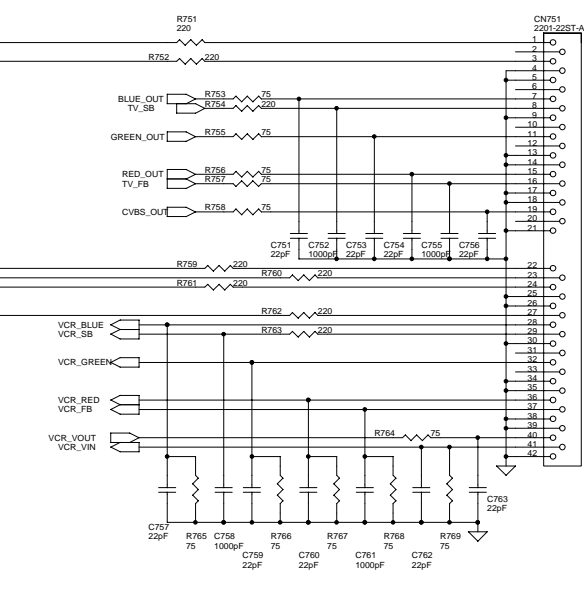 R751
220
CN751
2201-22ST-A
1
2
R752 220
3
4
5
6
BLUE_OUT R753 75
7
TV_SB R754 220
8
9
10
GREEN_OUT R755 75
11
12
13
14
RED_OUT R756 75
15
TV_FB R757 75
16
17
18
CVBS_OUT R758 75
19
20
21
C751 C752 C753 C754 C755 C756
22pF 1000pF 22pF 22pF 1000pF 22pF
R759 220
22
R760 220
23
R761 220
24
25
26
R762 220
27
VCR_BLUE
28
VCR_SB R763 220
29
30
31
VCR_GREEN
32
33
34
35
VCR_RED
36
VCR_FB
37
38
39
VCR_VOUT R764 75
40
VCR_VIN
41
42
C763
22pF
C757
22pF
R765
75
C758
1000pF
C759
22pF
R766
75
C760
22pF
R767
75
C761
1000pF
R768
75
C762
22pF
R769
75